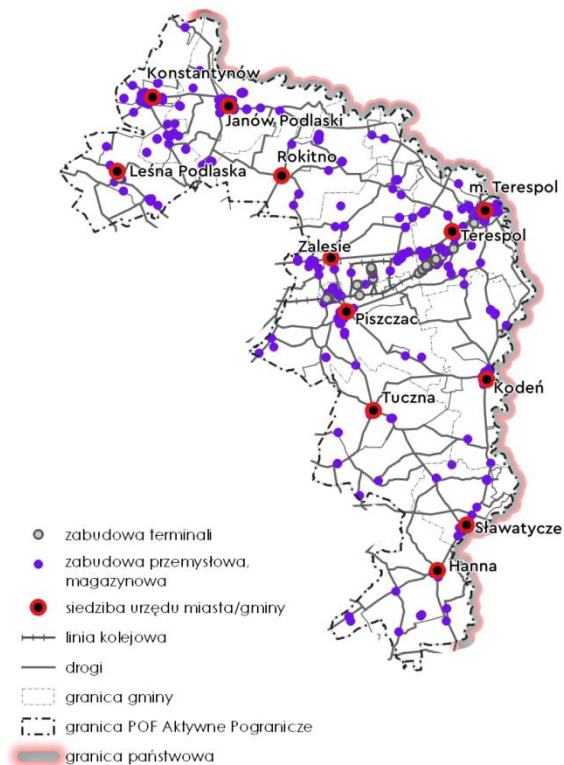 Konstantynów
Janów Podlaski
Rokitno
Leśna Podlaska
m. Terespol
Terespol
Zalesie
Piszczac
Kodeń
Tuczna
Sławatycze
Hanna
zabudowa terminali
zabudowa przemysłowa,
magazynowa
siedziba urzędu miasta/gminy
linia kolejowa
drogi
granica gminy
granica POF Aktywne Pogranicze
granica państwowa